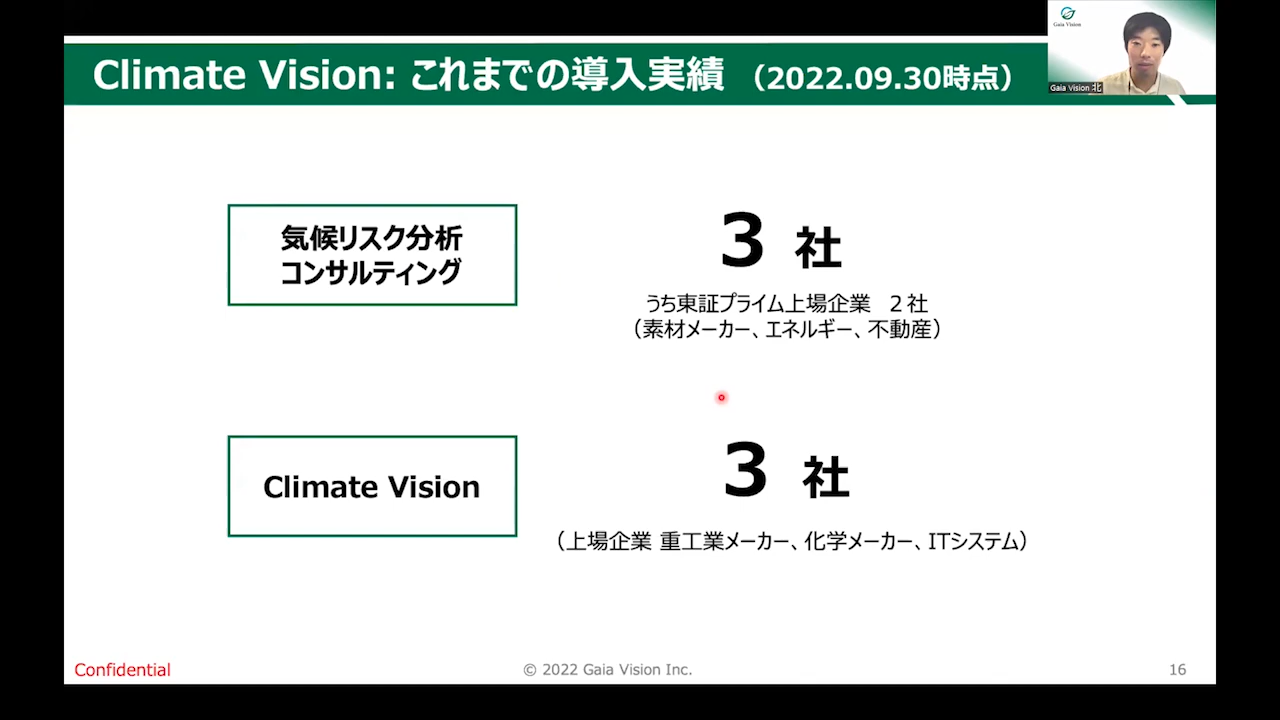 Climate Vision: これまでの導入実績 （2022.09.30時点）
Gaia Vision
Gaia Vision 北
気候リスク分析
コンサルティング
3 社
うち東証プライム上場企業 2社
（素材メーカー、エネルギー、不動産）
Climate Vision
3 社
（上場企業 重工業メーカー、化学メーカー、ITシステム）
Confidential
© 2022 Gaia Vision Inc.
16